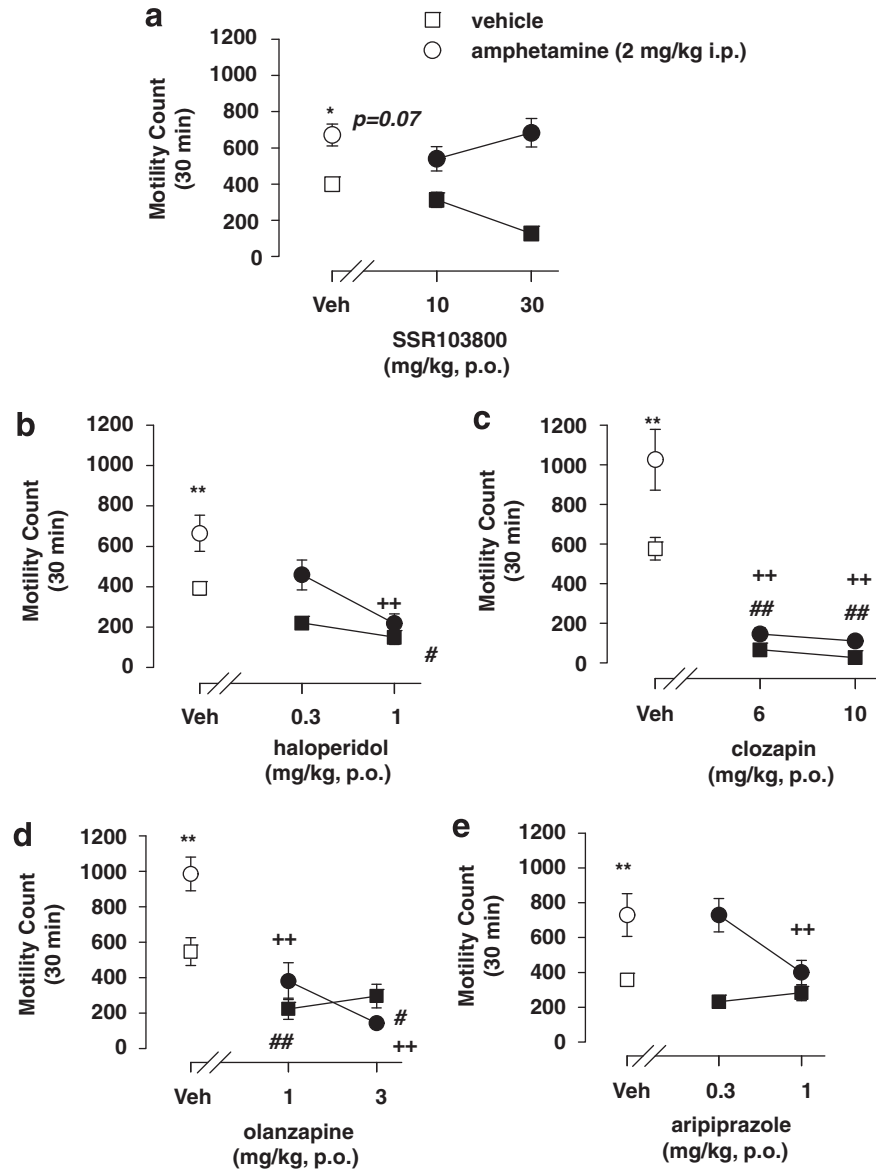 a
vehicle
amphetamine (2 mg/kg i.p.)
Motility Count
(30 min)
1200
1000
800
600
400
200
0
*
p=0.07
Veh
10
30
SSR103800
(mg/kg, p.o.)
b
Motility Count
(30 min)
1200
1000
800
600
400
200
0
**
++
#
Veh
0.3
1
haloperidol
(mg/kg, p.o.)
c
Motility Count
(30 min)
1200
1000
800
600
400
200
0
**
++
##
++
##
Veh
6
10
clozapin
(mg/kg, p.o.)
d
Motility Count
(30 min)
1200
1000
800
600
400
200
0
**
++
##
#
++
Veh
1
3
olanzapine
(mg/kg, p.o.)
e
Motility Count
(30 min)
1200
1000
800
600
400
200
0
**
++
Veh
0.3
1
aripiprazole
(mg/kg, p.o.)